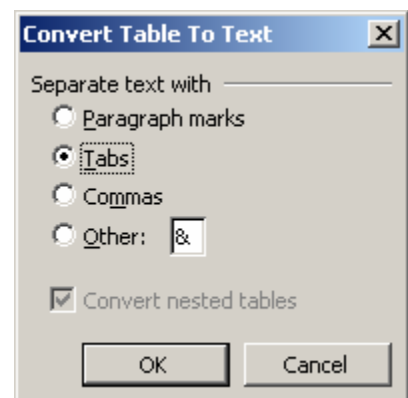 Convert Table To Text
Separate text with
Paragraph marks
Tabs
Commas
Other: &
Convert nested tables
OK Cancel